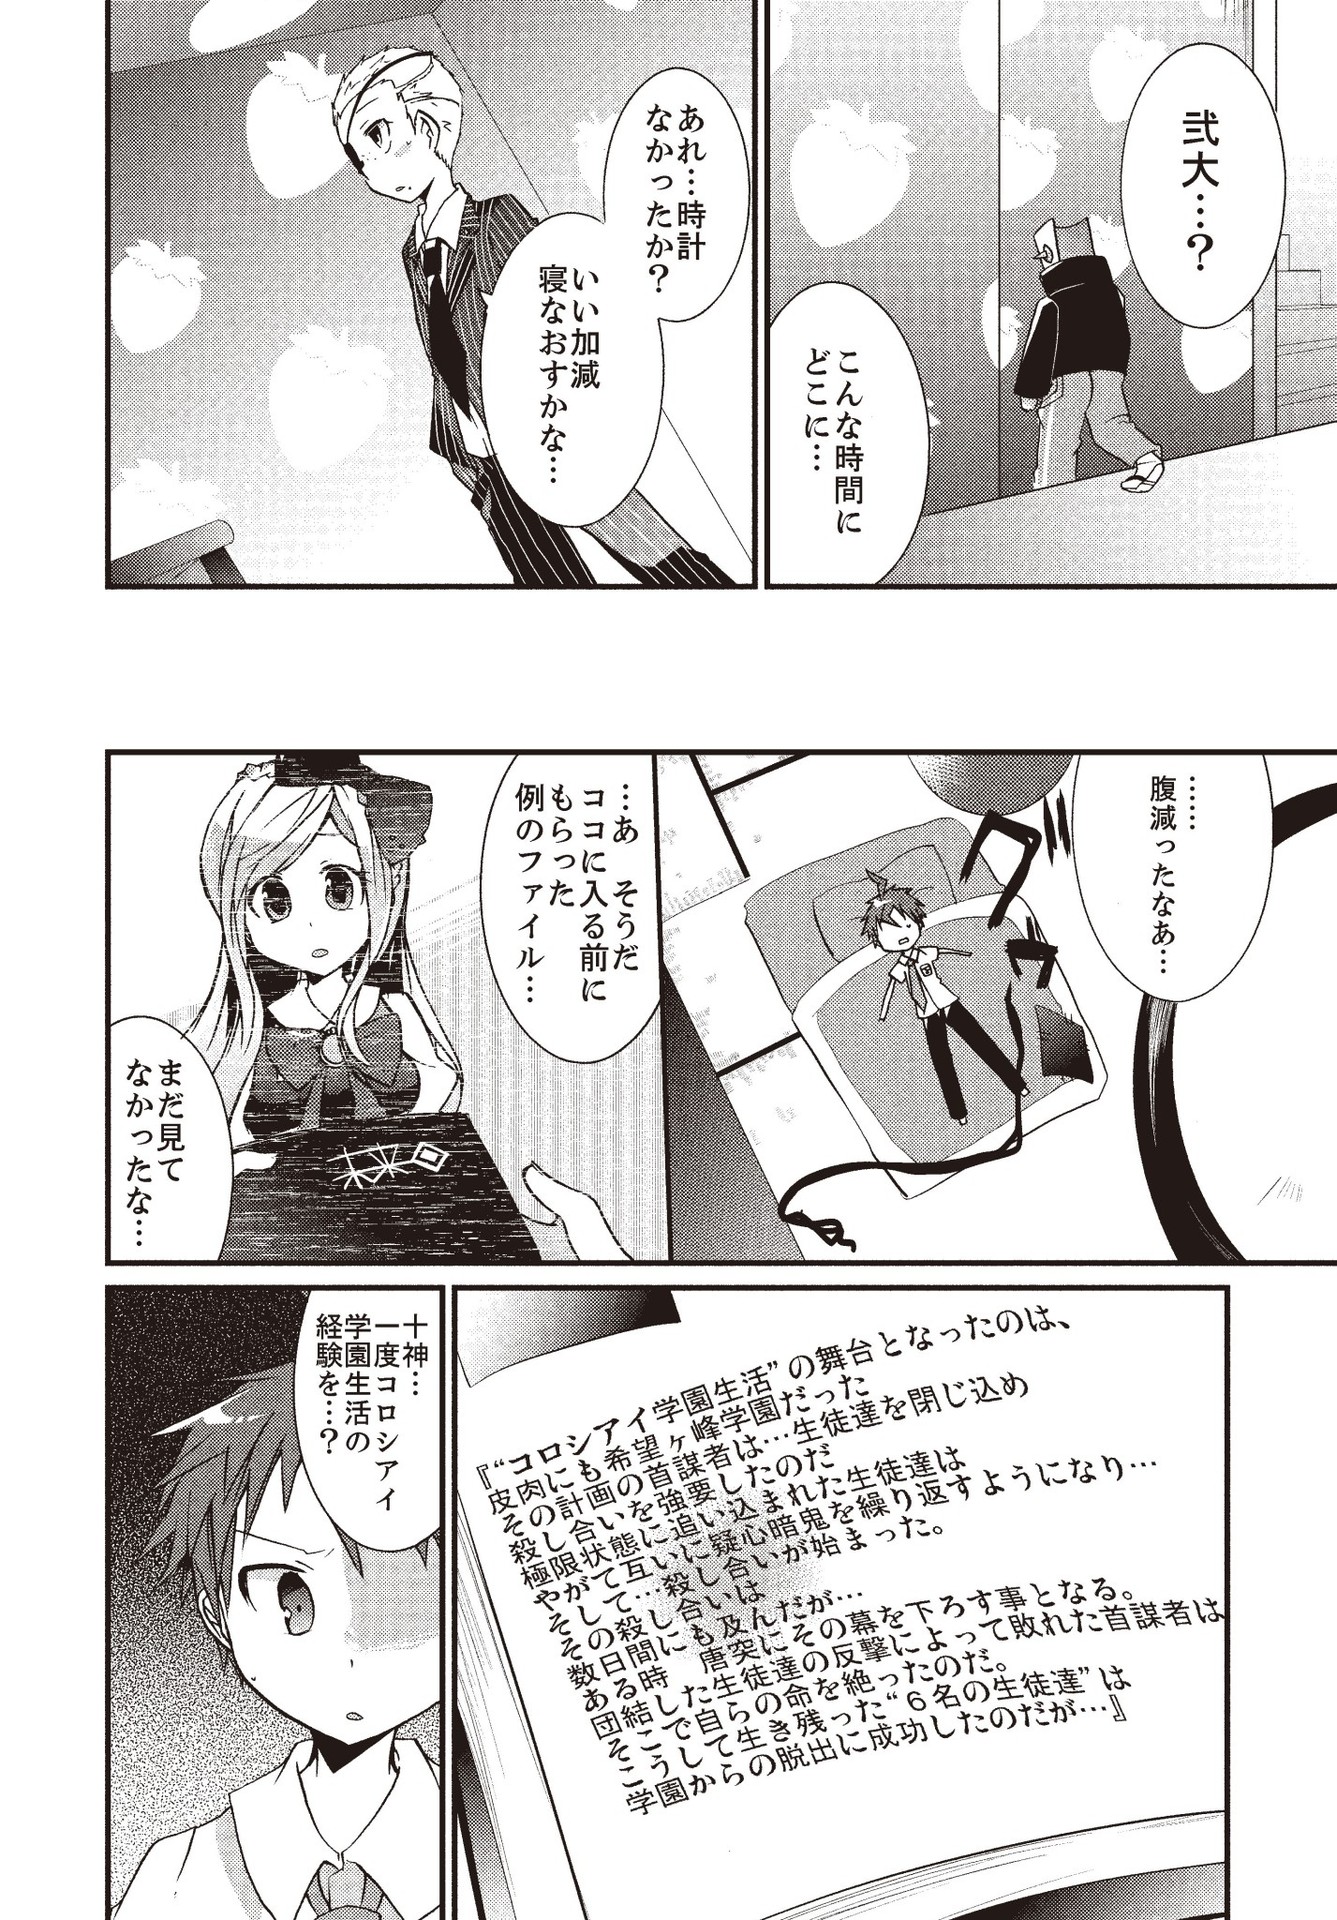 弐大…?
こんな時間に
どこに…
あれ…時計
なかったか?
いい加減
寝なおすかな…
……
腹減ったなあ…
グウ
…あ そうだ
ココに入る前に
もらった
例のファイル…
まだ見て
なかったな…
『“コロシアイ学園生活”の舞台となったのは、
皮肉にも希望ヶ峰学園だった
その計画の首謀者は…生徒達を閉じ込め
殺し合いを強要したのだ
極限状態に追い込まれた生徒達は
やがて互いに疑心暗鬼を繰り返すようになり…
そして…殺し合いが始まった。
その殺し合いは
数日間にも及んだが…
ある時 唐突にその幕を下ろす事となる。
団結した生徒達の反撃によって敗れた首謀者は
そこで自らの命を絶ったのだ。
こうして生き残った“6名の生徒達”は
学園からの脱出に成功したのだが…』
十神…
一度コロシアイ
学園生活の
経験を…?